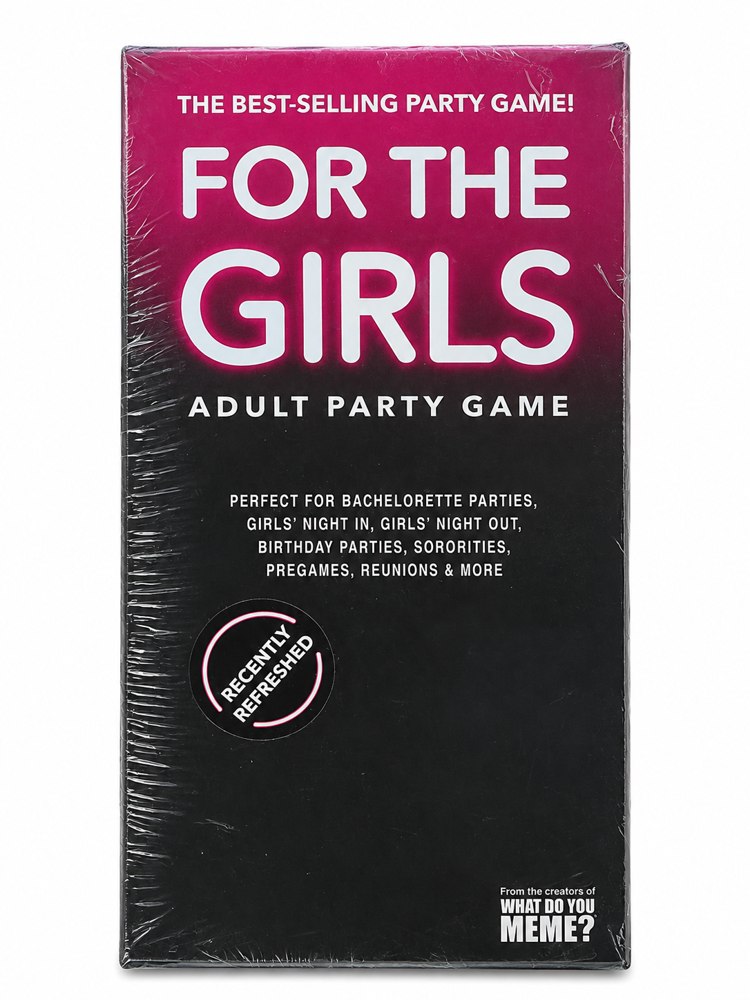 THE BEST-SELLING PARTY GAME!
FOR THE
GIRLS
ADULT PARTY GAME
PERFECT FOR BACHELORETTE PARTIES,
GIRLS' NIGHT IN, GIRLS' NIGHT OUT,
BIRTHDAY PARTIES, SORORITIES,
PREGAMES, REUNIONS & MORE
RECENTLY
REFRESHED
From the creators of
WHAT DO YOU
MEME?